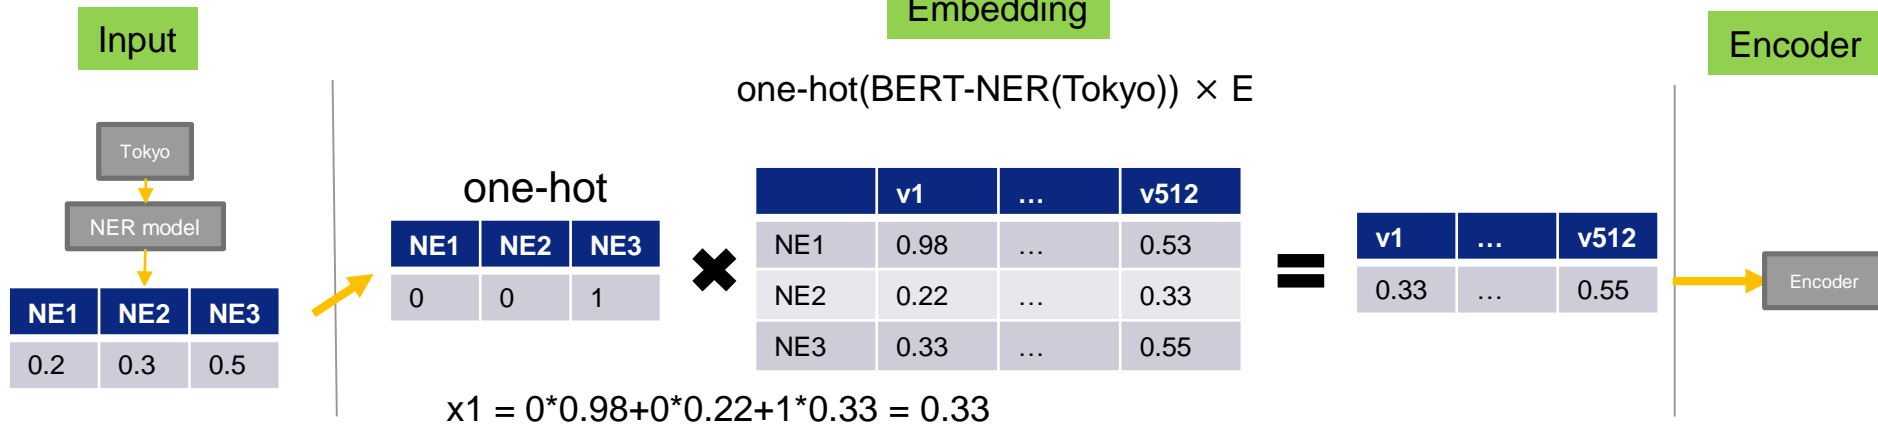 Input
Embedding
Encoder
one-hot(BERT-NER(Tokyo)) × E
Tokyo
NER model
NE1 NE2 NE3
0.2 0.3 0.5
one-hot
NE1 NE2 NE3
0 0 1
v1 … v512
NE1 0.98 … 0.53
NE2 0.22 … 0.33
NE3 0.33 … 0.55
=
v1 … v512
0.33 … 0.55
Encoder
x1 = 0*0.98+0*0.22+1*0.33 = 0.33